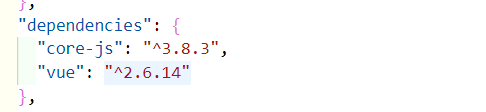 },
"dependencies": {
"core-js": "^3.8.3",
"vue": "^2.6.14"
},